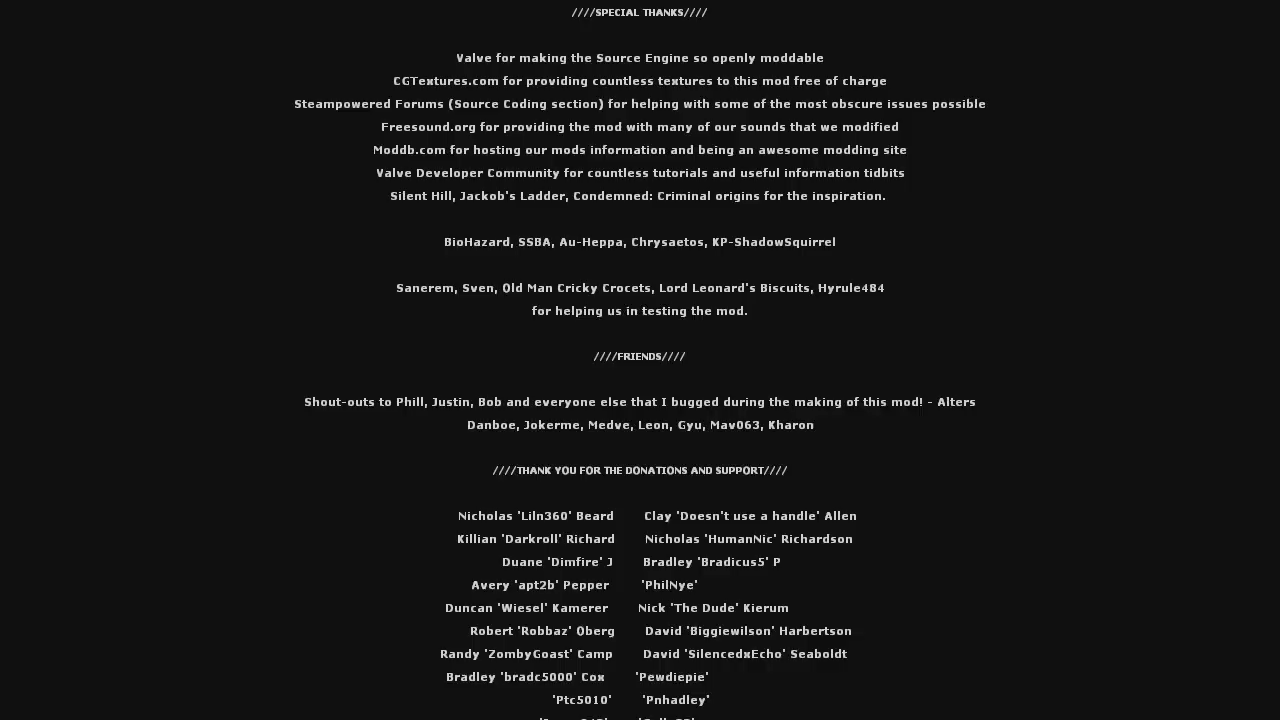 ////SPECIAL THANKS////
Valve for making the Source Engine so openly moddable
CGTextures.com for providing countless textures to this mod free of charge
Steampowered Forums (Source Coding section) for helping with some of the most obscure issues possible
Freesound.org for providing the mod with many of our sounds that we modified
Moddb.com for hosting our mods information and being an awesome modding site
Valve Developer Community for countless tutorials and useful information tidbits
Silent Hill, Jackob's Ladder, Condemned: Criminal origins for the inspiration.
BioHazard, SSBA, Au-Heppa, Chrysaetos, KP-ShadowSquirrel
Sanerem, Sven, Old Man Cricky Crocets, Lord Leonard's Biscuits, Hyrule484
for helping us in testing the mod.
////FRIENDS////
Shout-outs to Phill, Justin, Bob and everyone else that I bugged during the making of this mod! - Alters
Danboe, Jokerme, Medve, Leon, Gyu, Mav063, Kharon
////THANK YOU FOR THE DONATIONS AND SUPPORT////
Nicholas 'Liln360' Beard Clay 'Doesn't use a handle' Allen
Killian 'Darkroll' Richard Nicholas 'HumanNic' Richardson
Duane 'Dimfire' J Bradley 'Bradicus5' P
Avery 'apt2b' Pepper 'PhilNye'
Duncan 'Wiesel' Kamerer Nick 'The Dude' Kierum
Robert 'Robbaz' Oberg David 'Biggiewilson' Harbertson
Randy 'ZombyGoast' Camp David 'SilencedxEcho' Seaboldt
Bradley 'bradc5000' Cox 'Pewdiepie'
'Ptc5010' 'Pnhadley'